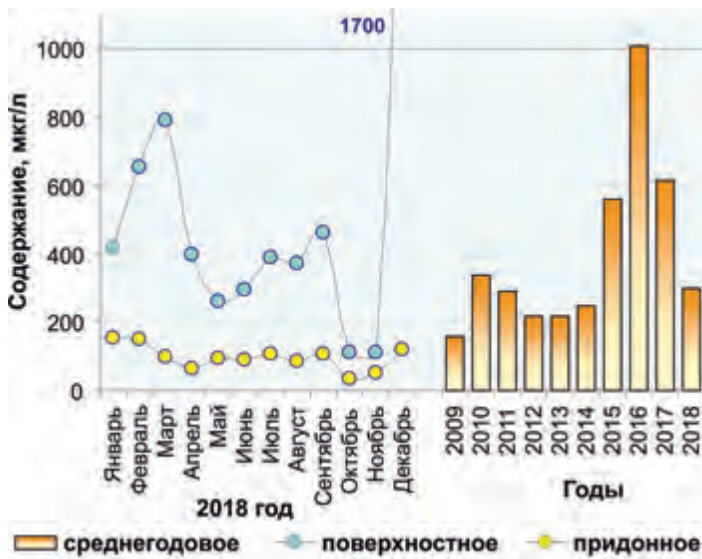 1700
Содержание, мкг/л
1000
800
600
400
200
0
Январь
Февраль
Март
Апрель
Май
Июнь
Июль
Август
Сентябрь
Октябрь
Ноябрь
Декабрь
2018 год
2009
2010
2011
2012
2013
2014
2015
2016
2017
2018
Годы
среднегодовое поверхностное придонное